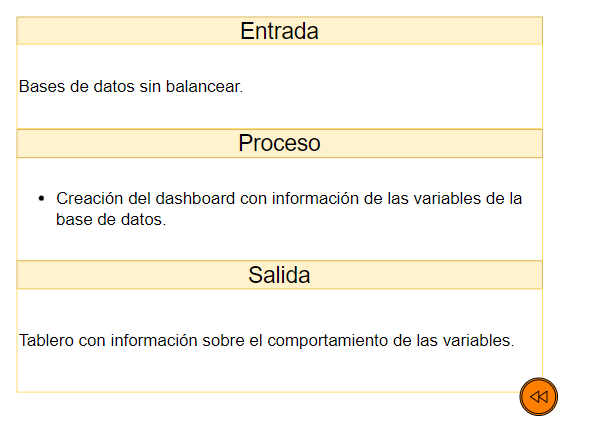 Entrada
Bases de datos sin balancear.
Proceso
• Creación del dashboard con información de las variables de la
base de datos.
Salida
Tablero con información sobre el comportamiento de las variables.